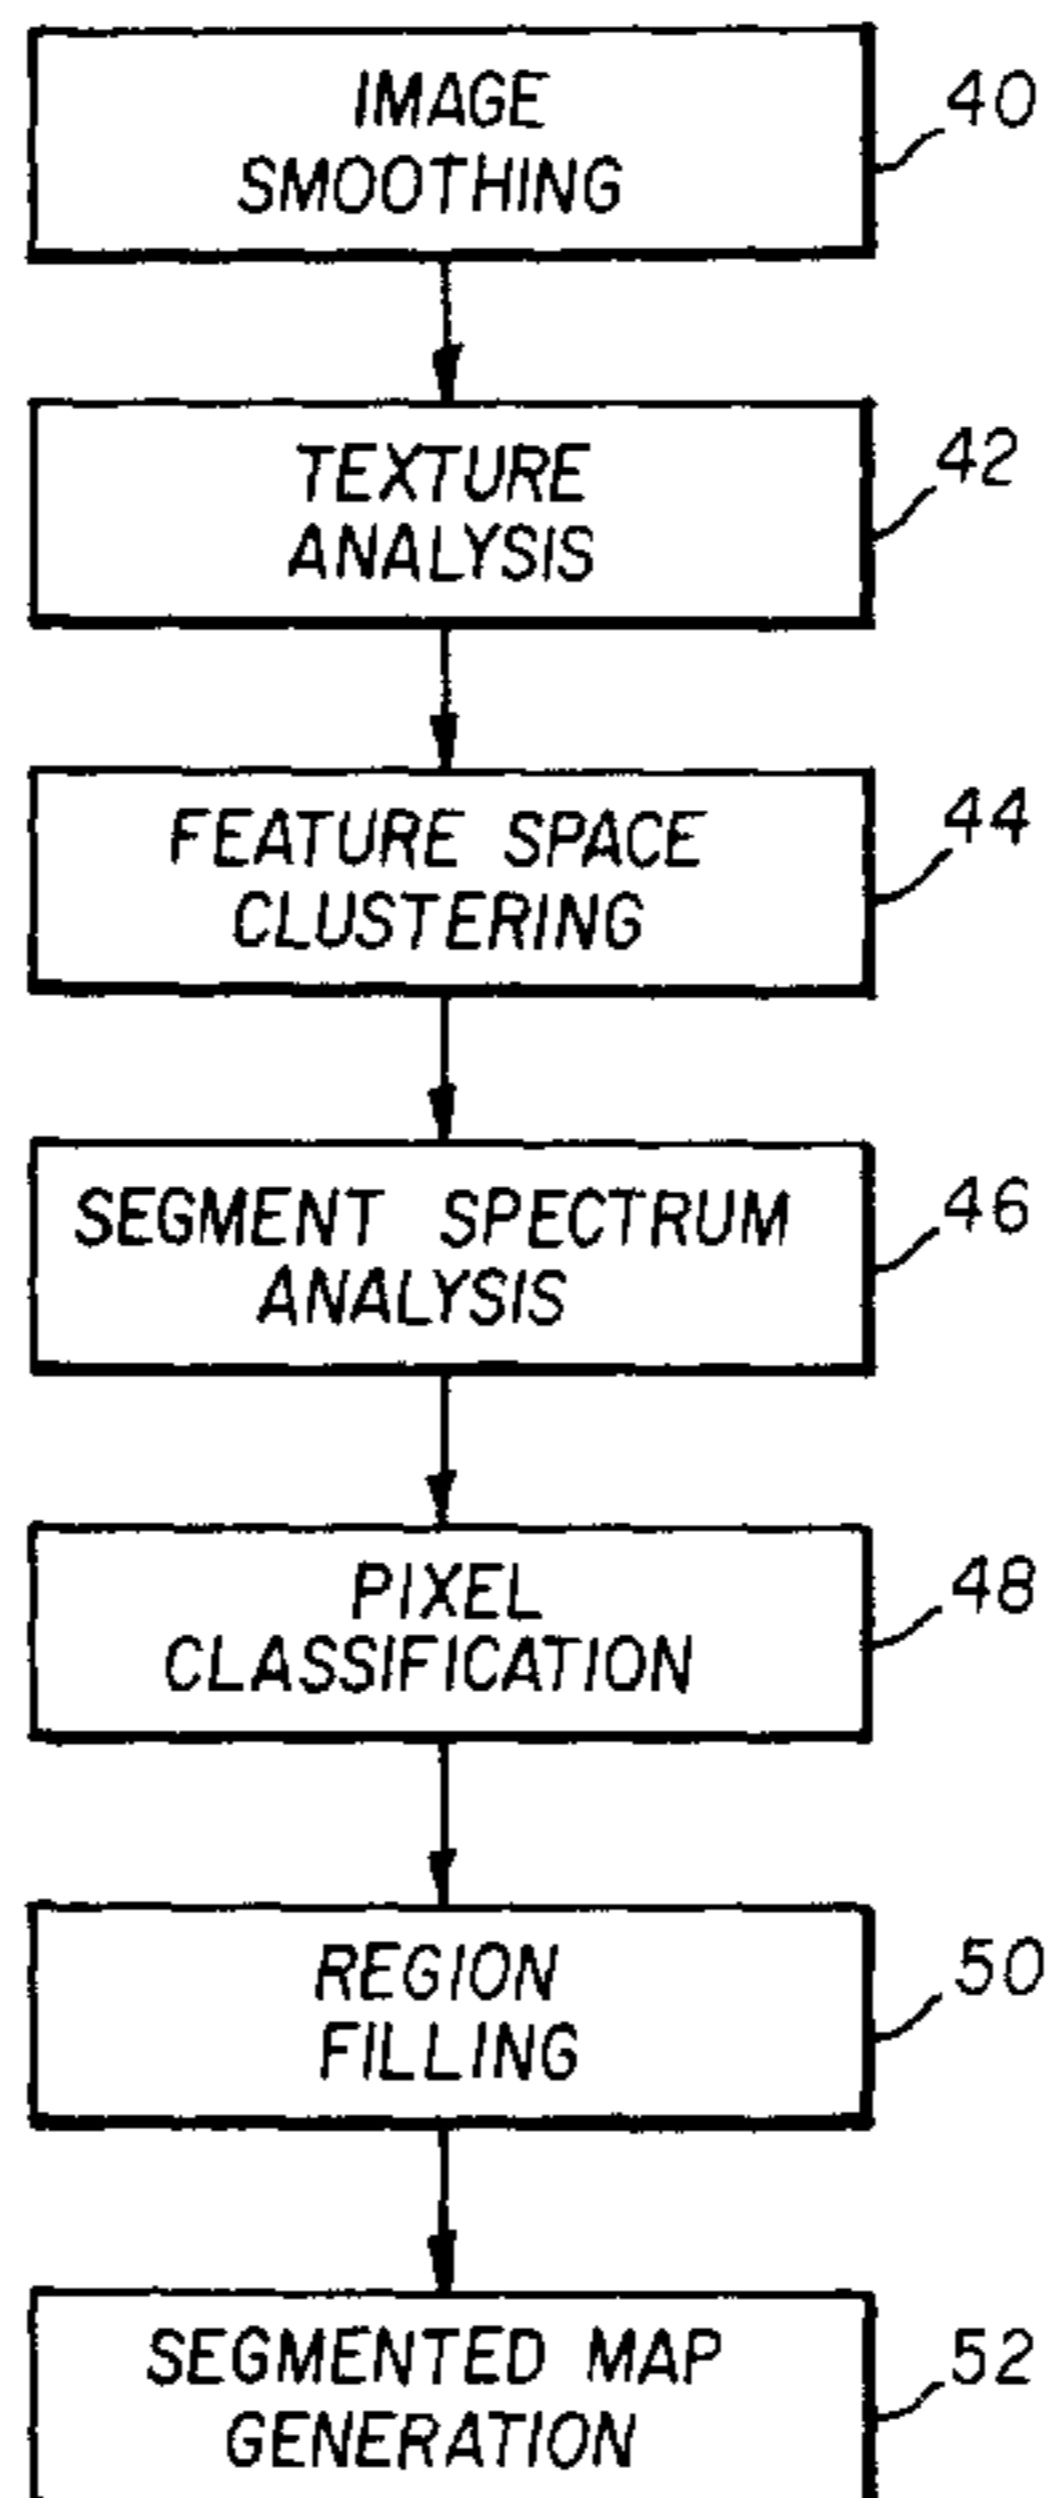 IMAGE
SMOOTHING
40
TEXTURE
ANALYSIS
42
FEATURE SPACE
CLUSTERING
44
SEGMENT SPECTRUM
ANALYSIS
46
PIXEL
CLASSIFICATION
48
REGION
FILLING
50
SEGMENTED MAP
GENERATION
52